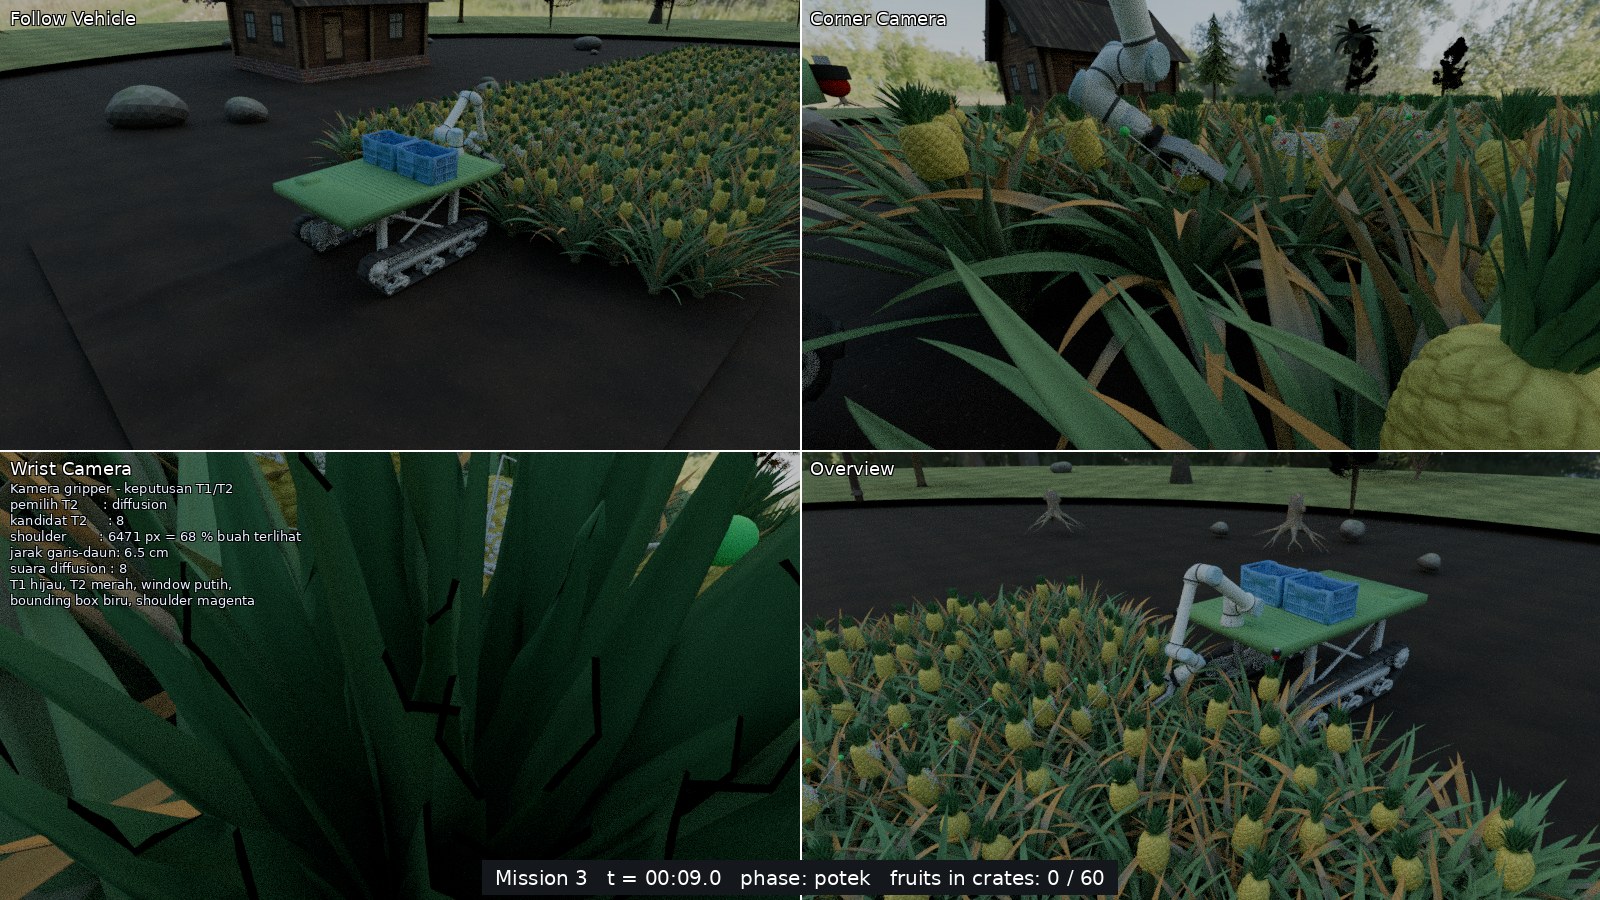 Follow Vehicle
Corner Camera
Wrist Camera
Kamera gripper - keputusan T1/T2
pemilih T2 : diffusion
kandidat T2 : 8
shoulder : 6471 px = 68 % buah terlihat
jarak garis-daun: 6.5 cm
suara diffusion : 8
T1 hijau, T2 merah, window putih,
bounding box biru, shoulder magenta
Overview
Mission 3 t = 00:09.0 phase: potek fruits in crates: 0 / 60